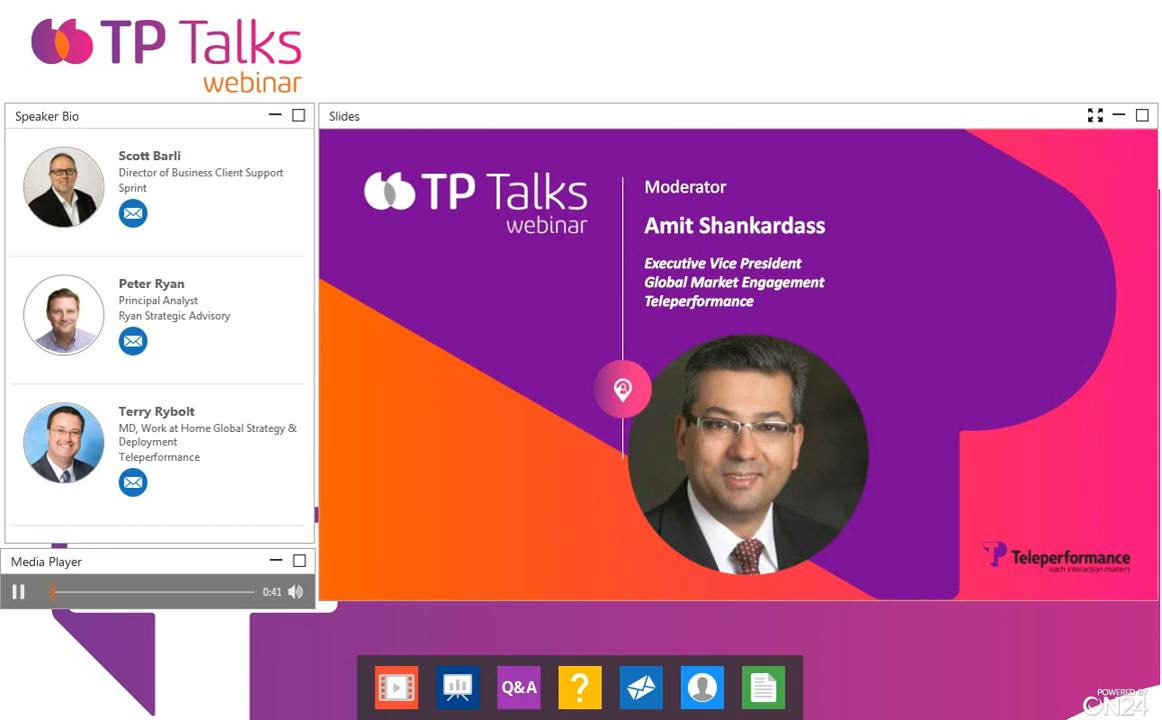 TP Talks
webinar
Speaker Bio
Scott Barli
Director of Business Client Support
Sprint
Peter Ryan
Principal Analyst
Ryan Strategic Advisory
Terry Rybolt
MD, Work at Home Global Strategy &
Deployment
Teleperformance
Media Player
0:41
Slides
TP Talks
webinar
Moderator
Amit Shankardass
Executive Vice President
Global Market Engagement
Teleperformance
Teleperformance
each interaction matters
Q&A
?
POWERED BY
ON24